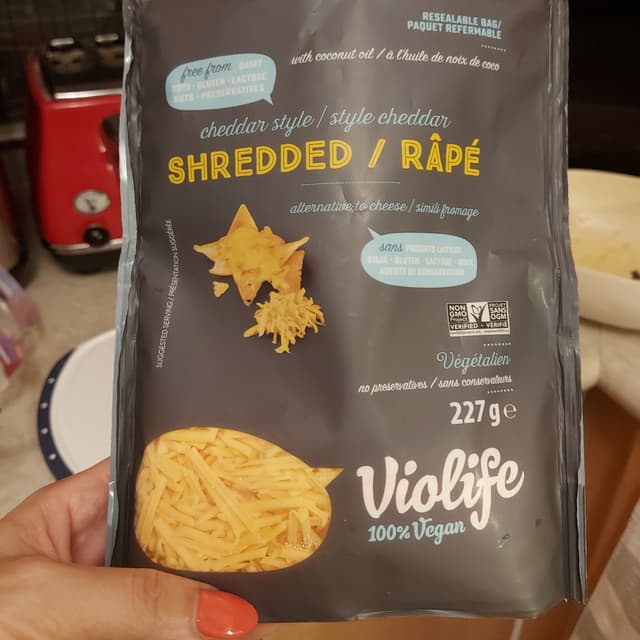 RESEALABLE BAG/
PAQUET REFERMABLE
with coconut oil / à l'huile de noix de coco
free from DAIRY
SOYA - GLUTEN - LACTOSE
NUTS - PRESERVATIVES
cheddar style / style cheddar
SHREDDED / RÂPÉ
alternative to cheese / simili fromage
sans PRODUITS LAITIERS
SOJA - GLUTEN - LACTOSE - NOIX
AGENTS DE CONSERVATION
SUGGESTED SERVING / PRÉSENTATION SUGGÉRÉE
NON
GMO
Project
VERIFIED
PROJET
SANS
OGM
VÉRIFIÉ
Végétalien
no preservatives / sans conservateurs
227 g e
Violife
100% Vegan